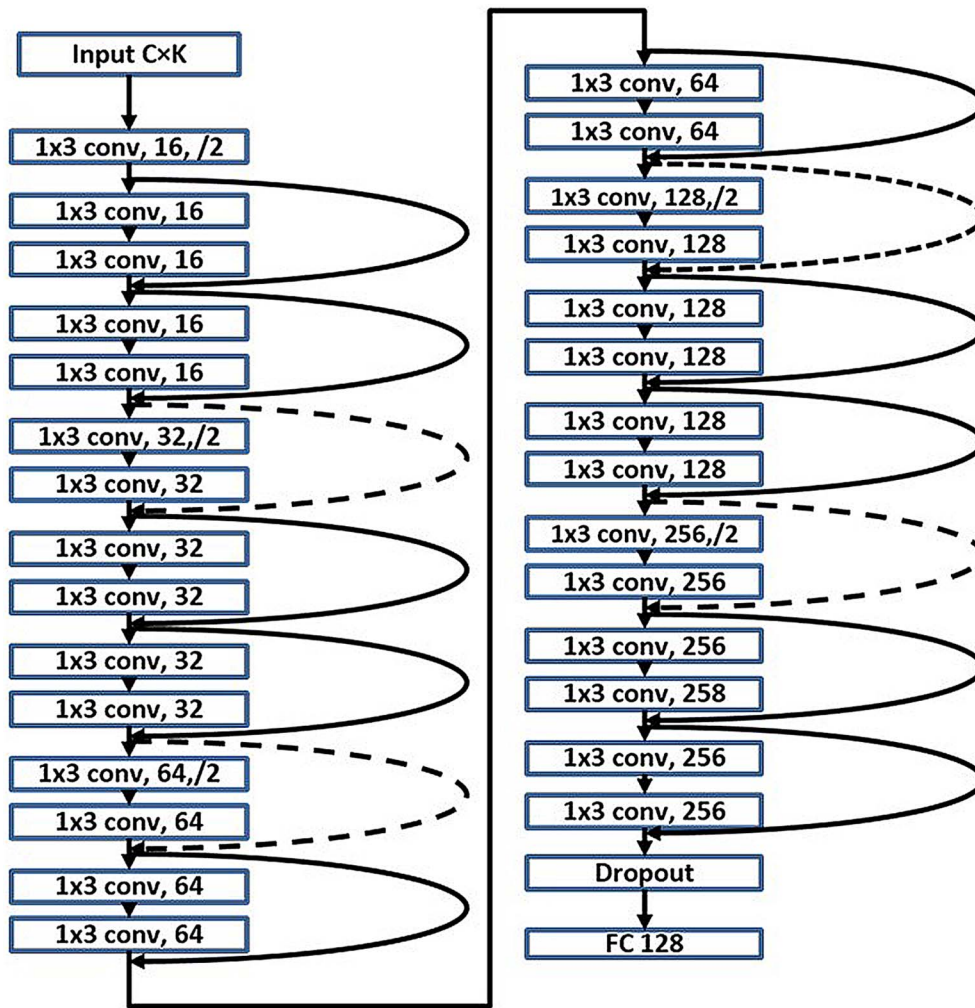 Input C×K
1x3 conv, 16, /2
1x3 conv, 16
1x3 conv, 16
1x3 conv, 16
1x3 conv, 16
1x3 conv, 32,/2
1x3 conv, 32
1x3 conv, 32
1x3 conv, 32
1x3 conv, 32
1x3 conv, 32
1x3 conv, 64,/2
1x3 conv, 64
1x3 conv, 64
1x3 conv, 64
1x3 conv, 64
1x3 conv, 64
1x3 conv, 128,/2
1x3 conv, 128
1x3 conv, 128
1x3 conv, 128
1x3 conv, 128
1x3 conv, 128
1x3 conv, 256,/2
1x3 conv, 256
1x3 conv, 256
1x3 conv, 258
1x3 conv, 256
1x3 conv, 256
Dropout
FC 128